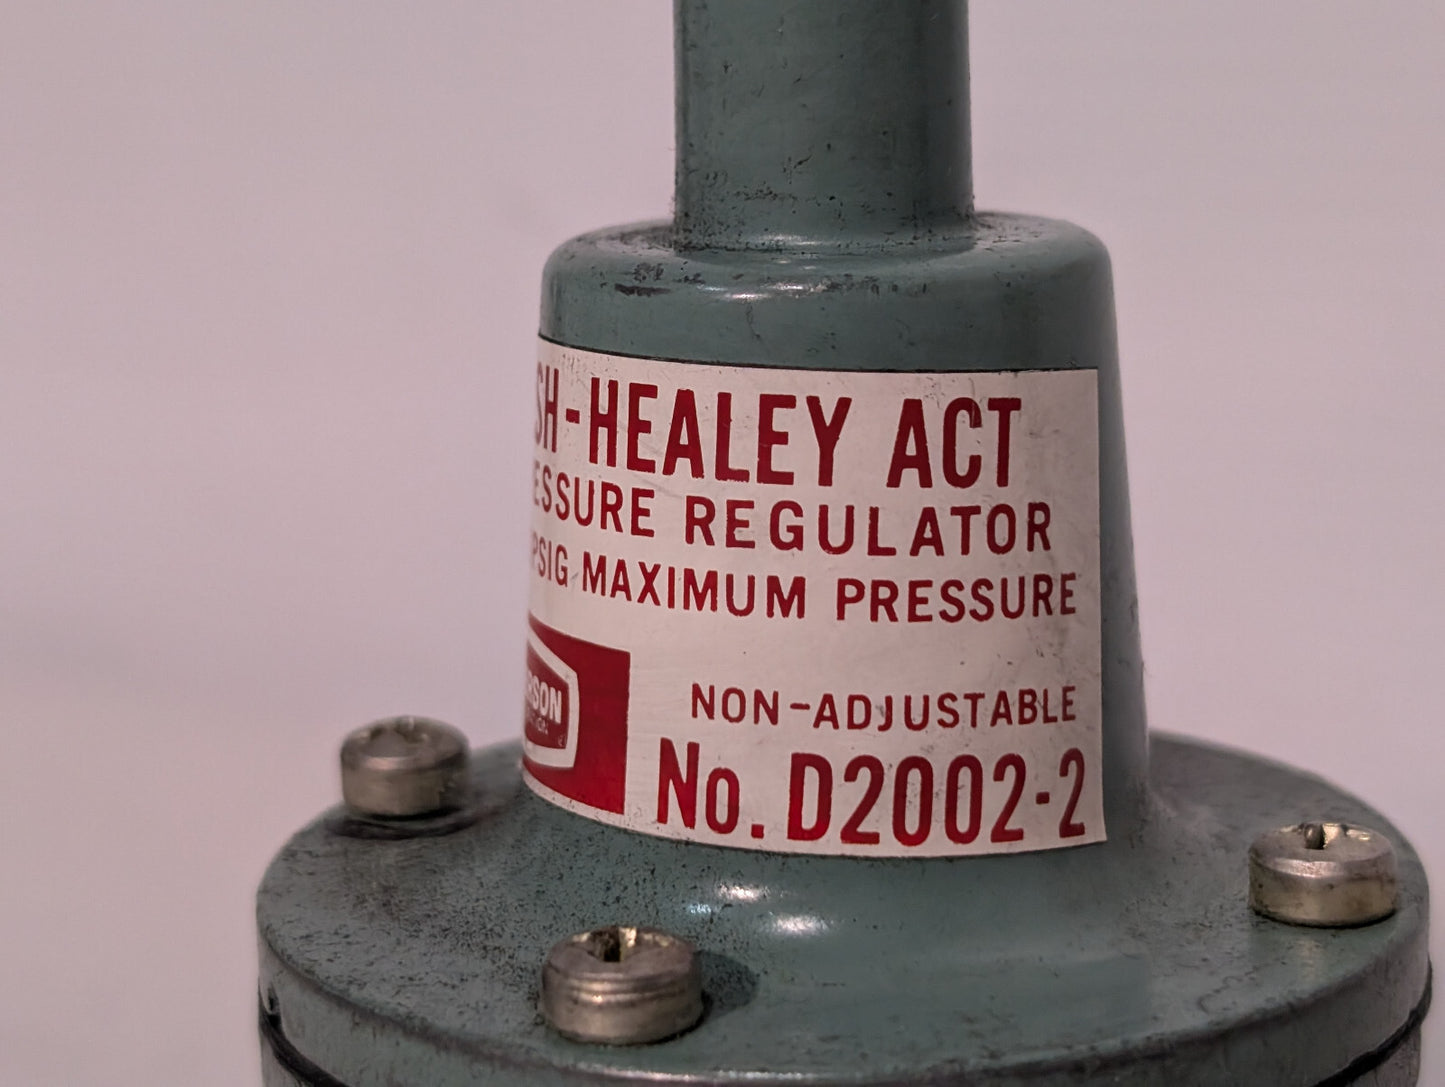 SH-HEALEY ACT
ESSURE REGULATOR
PSIG MAXIMUM PRESSURE
RSON
NON-ADJUSTABLE
No. D2002-2